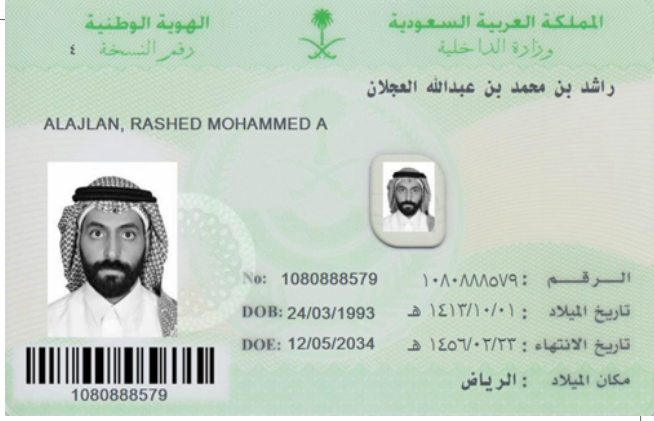 المملكة العربية السعودية
وزارة الداخلية
الهوية الوطنية
رقم النسخة ٤
راشد بن محمد بن عبدالله العجلان
ALAJLAN, RASHED MOHAMMED A
الــرقــم : ١٠٨٠٨٨٨٥٧٩
No: 1080888579
تاريخ الميلاد : ١٤١٣/١٠/٠١ هـ
DOB: 24/03/1993
تاريخ الانتهاء : ١٤٥٦/٠٢/٢٣ هـ
DOE: 12/05/2034
مكان الميلاد : الرياض
1080888579